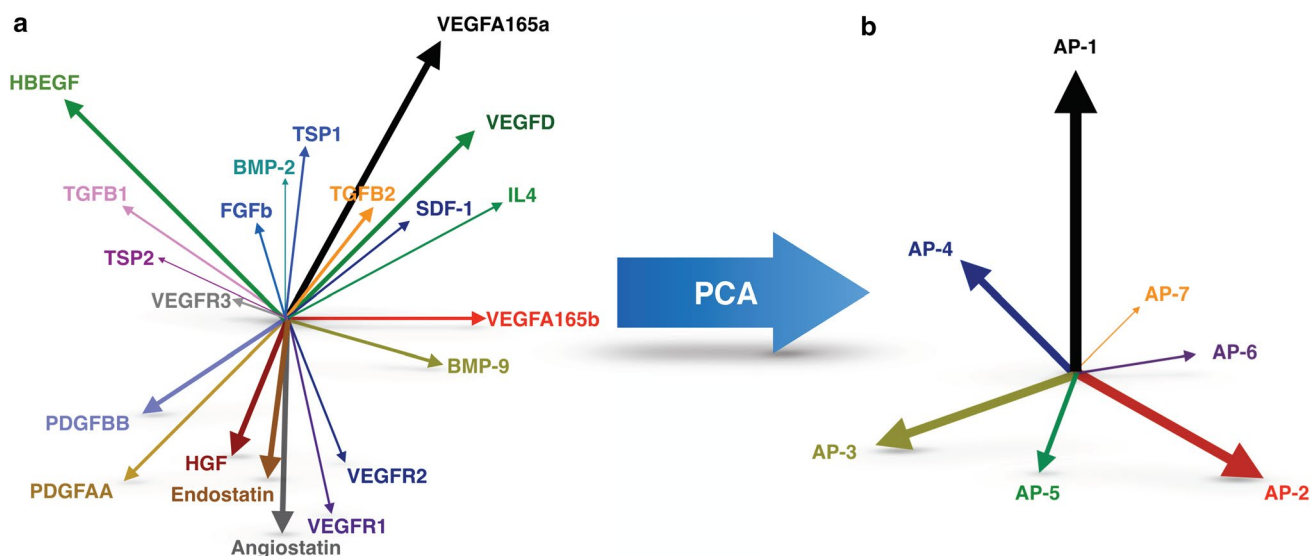 a
VEGFA165a
HBEGF
VEGFD
TSP1
BMP-2
TGFB1
TGFB2
IL4
FGFb
SDF-1
TSP2
VEGFR3
VEGFA165b
BMP-9
PDGFBB
HGF
VEGFR2
PDGFAA
Endostatin
VEGFR1
Angiostatin
PCA
b
AP-1
AP-4
AP-7
AP-6
AP-3
AP-5
AP-2